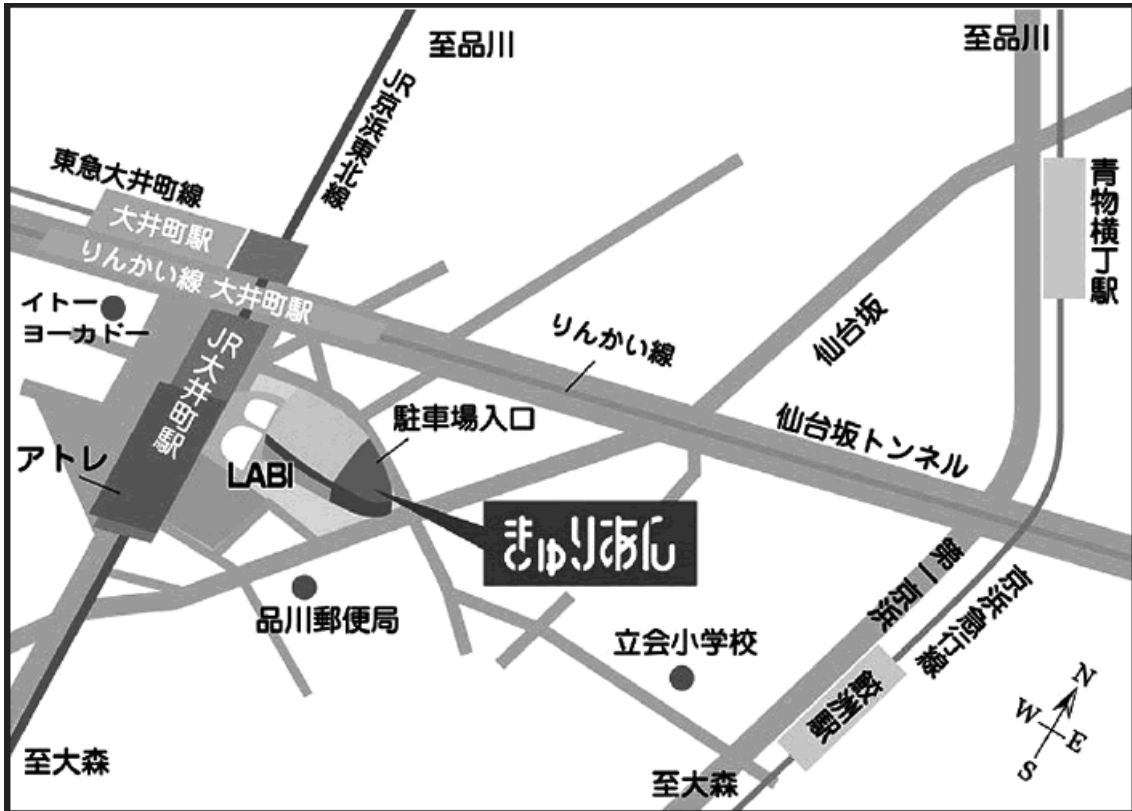 至品川
至品川
JR京浜東北線
東急大井町線
大井町駅
りんかい線 大井町駅
青物横丁駅
イトー
ヨーカドー
JR大井町駅
りんかい線
仙台坂
駐車場入口
仙台坂トンネル
アトレ
LABI
きゅりあん
第一京浜
京浜急行線
品川郵便局
立会小学校
鮫洲駅
N
W
E
S
至大森
至大森